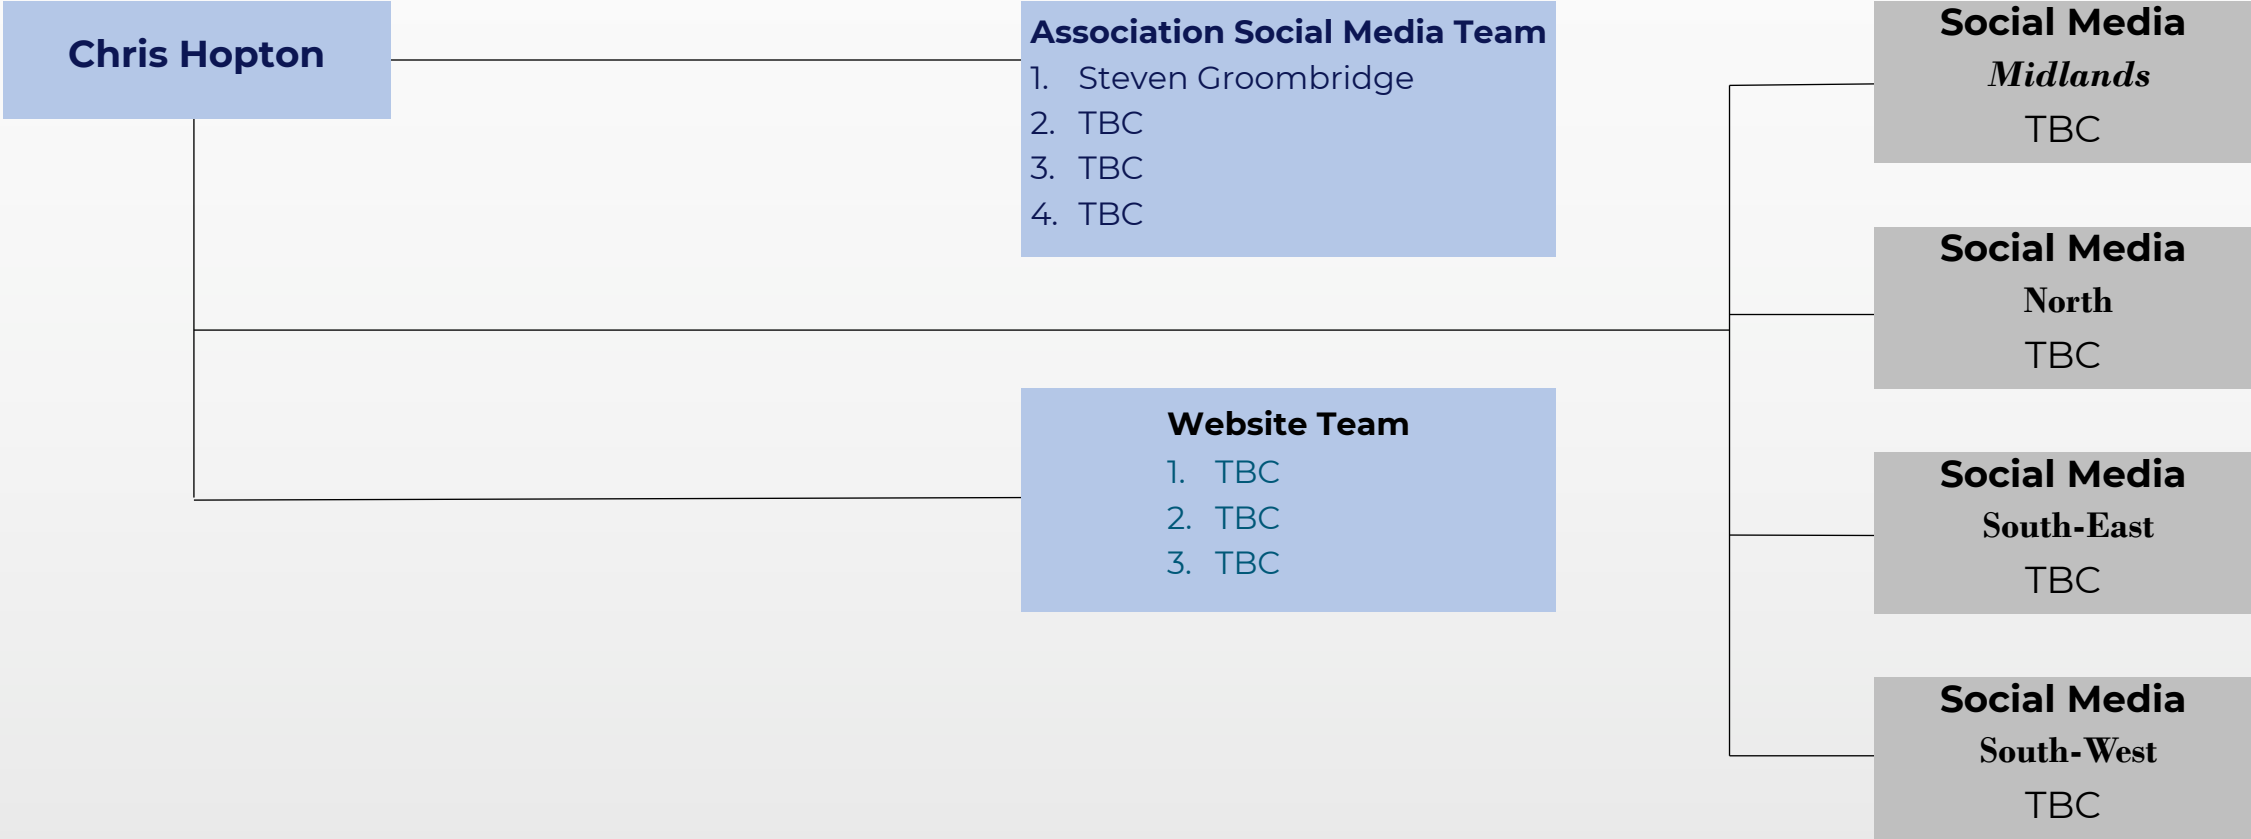 Chris Hopton
Association Social Media Team
1. Steven Groombridge
2. TBC
3. TBC
4. TBC
Website Team
1. TBC
2. TBC
3. TBC
Social Media
Midlands
TBC
Social Media
North
TBC
Social Media
South-East
TBC
Social Media
South-West
TBC